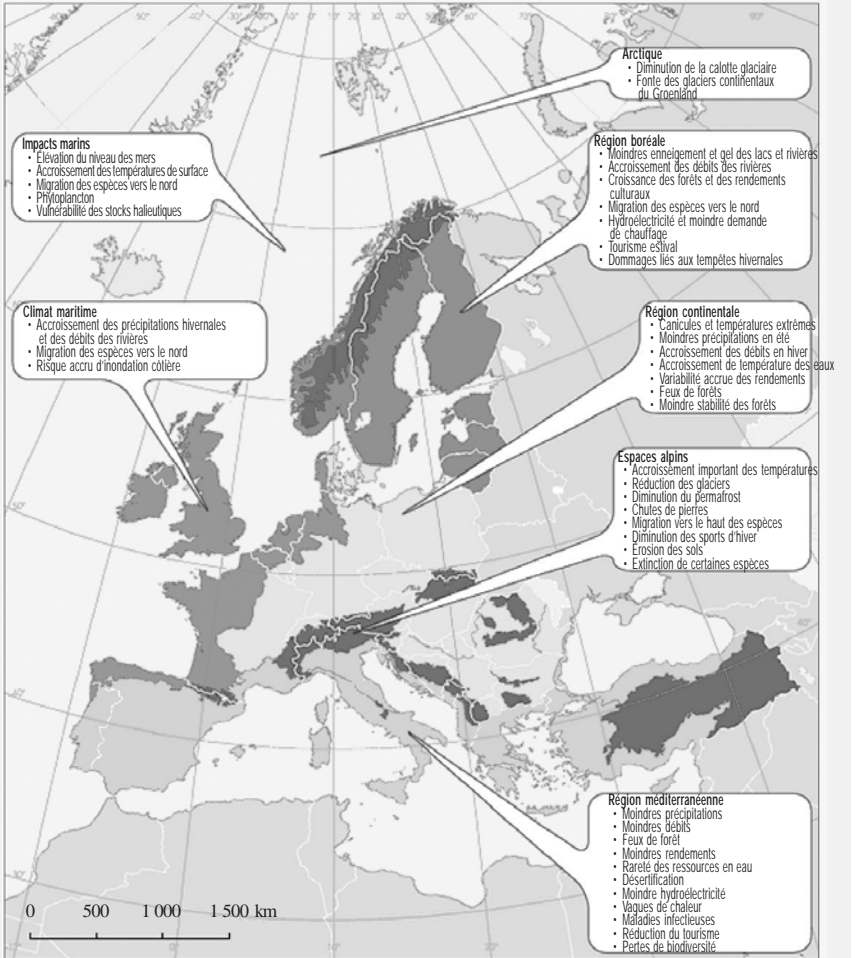 Arctique
• Diminution de la calotte glaciaire
• Fonte des glaciers continentaux
du Groenland
Impacts marins
• Élévation du niveau des mers
• Accroissement des températures de surface
• Migration des espèces vers le nord
• Phytoplancton
• Vulnérabilité des stocks halieutiques
Région boréale
• Moindres enneigement et gel des lacs et rivières
• Accroissement des débits des rivières
• Croissance des forêts et des rendements
culturaux
• Migration des espèces vers le nord
• Hydroélectricité et moindre demande
de chauffage
• Tourisme estival
• Dommages liés aux tempêtes hivernales
Climat maritime
• Accroissement des précipitations hivernales
et des débits des rivières
• Migration des espèces vers le nord
• Risque accru d'inondation côtière
Région continentale
• Canicules et températures extrêmes
• Moindres précipitations en été
• Accroissement des débits en hiver
• Accroissement de température des eaux
• Variabilité accrue des rendements
• Feux de forêts
• Moindre stabilité des forêts
Espaces alpins
• Accroissement important des températures
• Réduction des glaciers
• Diminution du permafrost
• Chutes de pierres
• Migration vers le haut des espèces
• Diminution des sports d'hiver
• Érosion des sols
• Extinction de certaines espèces
Région méditerranéenne
• Moindres précipitations
• Moindres débits
• Feux de forêt
• Moindres rendements
• Rareté des ressources en eau
• Désertification
• Moindre hydroélectricité
• Vagues de chaleur
• Maladies infectieuses
• Réduction du tourisme
• Pertes de biodiversité
0 500 1 000 1 500 km